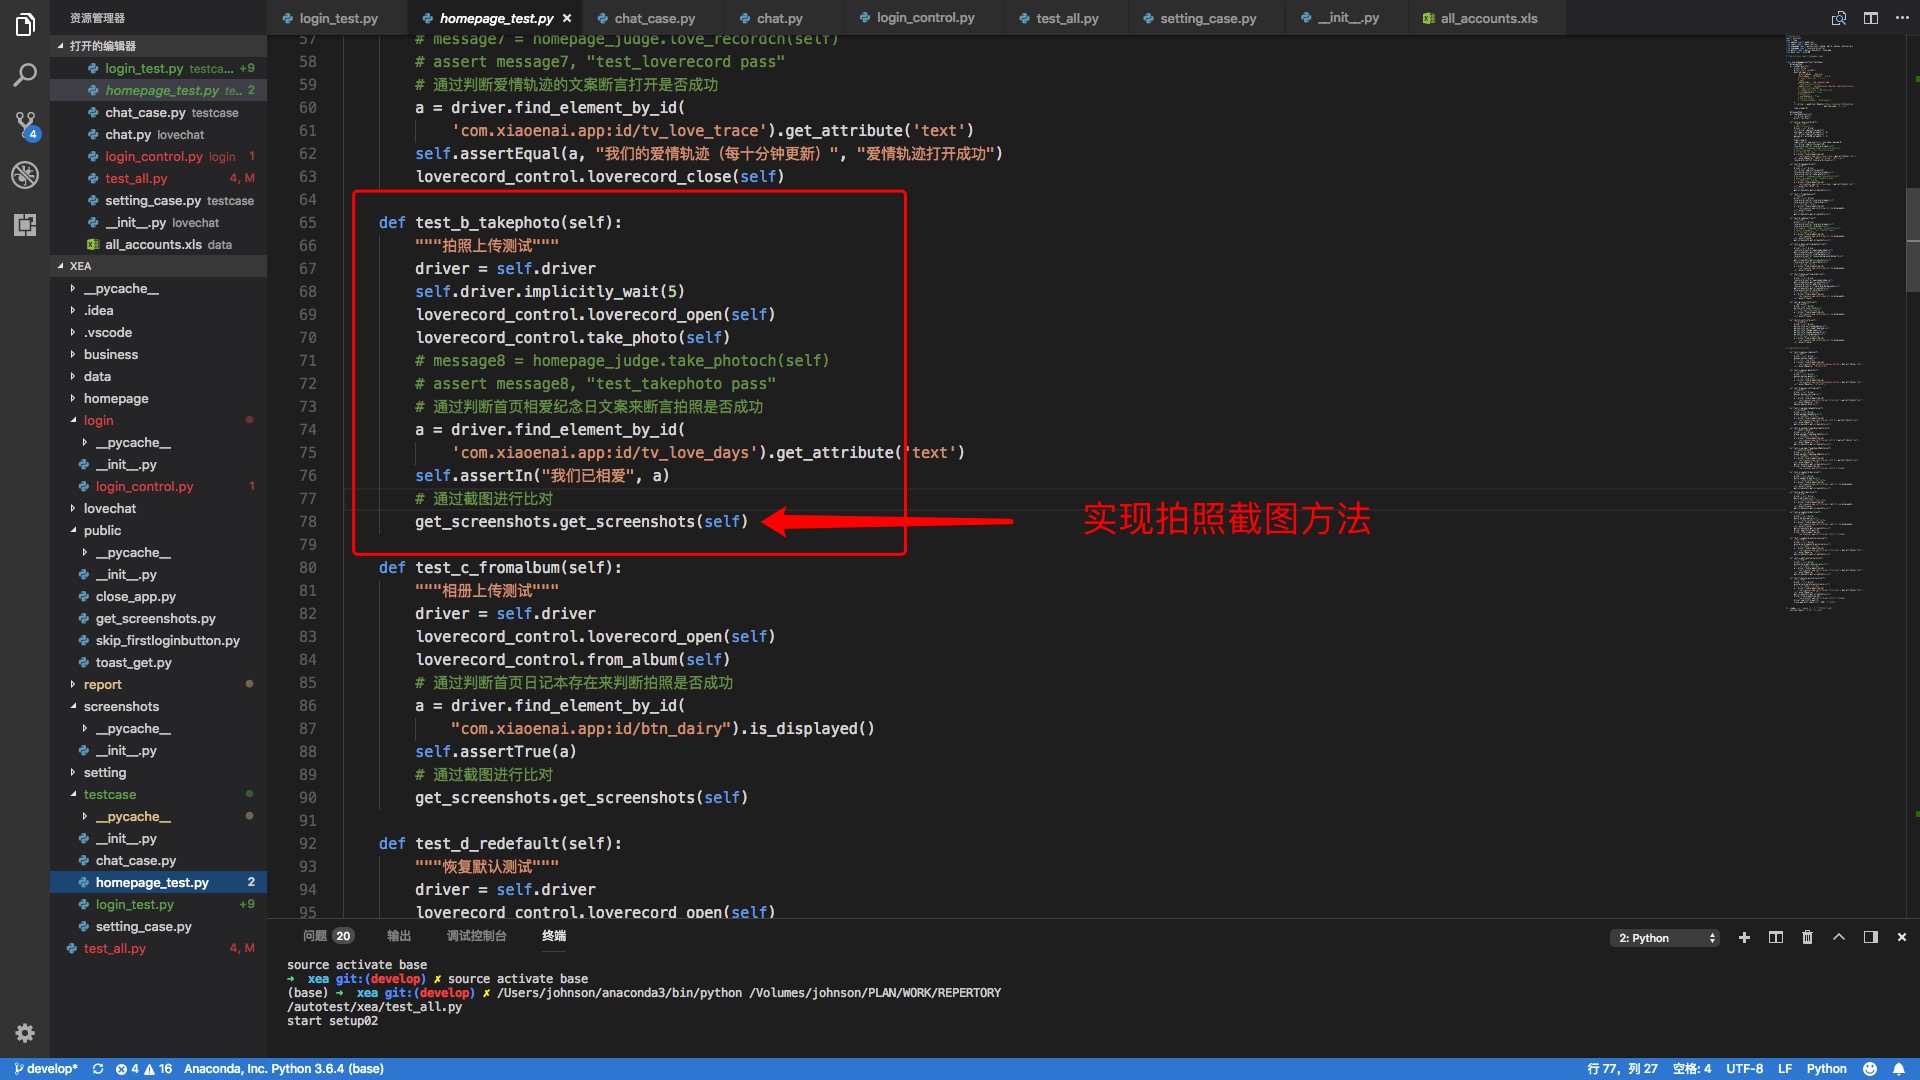 资源管理器
打开的编辑器
login_test.py testca... +9
homepage_test.py te... 2
chat_case.py testcase
chat.py lovechat
login_control.py login 1
test_all.py 4, M
setting_case.py testcase
__init__.py lovechat
all_accounts.xls data
XEA
__pycache__
.idea
.vscode
business
data
homepage
login
__pycache__
__init__.py
login_control.py 1
lovechat
public
__pycache__
__init__.py
close_app.py
get_screenshots.py
skip_firstloginbutton.py
toast_get.py
report
screenshots
__pycache__
__init__.py
setting
testcase
__pycache__
__init__.py
chat_case.py
homepage_test.py 2
login_test.py +9
setting_case.py
test_all.py 4, M
4
login_test.py homepage_test.py chat_case.py chat.py login_control.py test_all.py setting_case.py __init__.py all_accounts.xls
57 # message7 = homepage_judge.love_recordch(self)
58 # assert message7, "test_loverecord pass"
59 # 通过判断爱情轨迹的文案断言打开是否成功
60 a = driver.find_element_by_id(
61 'com.xiaoenai.app:id/tv_love_trace').get_attribute('text')
62 self.assertEqual(a, "我们的爱情轨迹（每十分钟更新）", "爱情轨迹打开成功")
63 loverecord_control.loverecord_close(self)
64
65 def test_b_takephoto(self):
66 """拍照上传测试"""
67 driver = self.driver
68 self.driver.implicitly_wait(5)
69 loverecord_control.loverecord_open(self)
70 loverecord_control.take_photo(self)
71 # message8 = homepage_judge.take_photoch(self)
72 # assert message8, "test_takephoto pass"
73 # 通过判断首页相爱纪念日文案来断言拍照是否成功
74 a = driver.find_element_by_id(
75 'com.xiaoenai.app:id/tv_love_days').get_attribute('text')
76 self.assertIn("我们已相爱", a)
77 # 通过截图进行比对
78 get_screenshots.get_screenshots(self)
实现拍照截图方法
79
80 def test_c_fromalbum(self):
81 """相册上传测试"""
82 driver = self.driver
83 loverecord_control.loverecord_open(self)
84 loverecord_control.from_album(self)
85 # 通过判断首页日记本存在来判断拍照是否成功
86 a = driver.find_element_by_id(
87 "com.xiaoenai.app:id/btn_dairy").is_displayed()
88 self.assertTrue(a)
89 # 通过截图进行比对
90 get_screenshots.get_screenshots(self)
91
92 def test_d_redefault(self):
93 """恢复默认测试"""
94 driver = self.driver
95 loverecord_control.loverecord_open(self)
问题 20 输出 调试控制台 终端 2: Python
source activate base
➜ xea git:(develop) ✗ source activate base
(base) ➜ xea git:(develop) ✗ /Users/johnson/anaconda3/bin/python /Volumes/johnson/PLAN/WORK/REPERTORY
/autotest/xea/test_all.py
start setup02
develop* 4 16 Anaconda, Inc. Python 3.6.4 (base) 行 77，列 27 空格: 4 UTF-8 LF Python